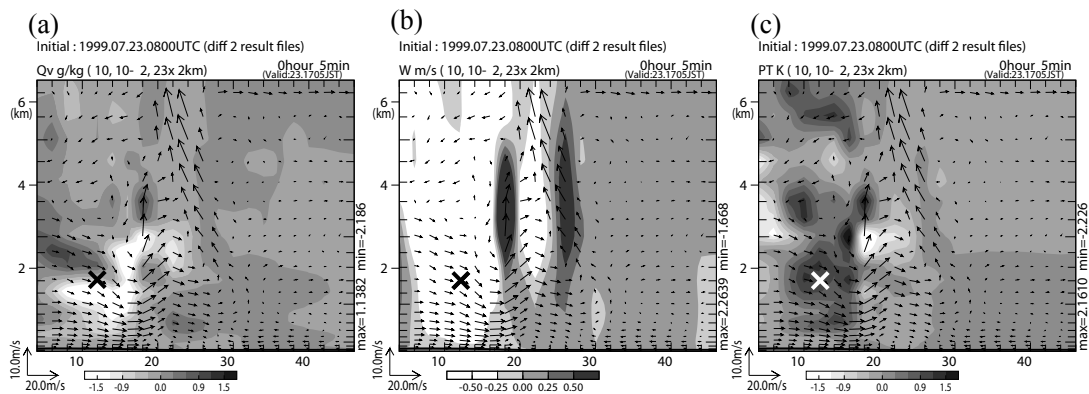 (a)
Initial : 1999.07.23.0800UTC (diff 2 result files)
0hour 5min
Qv g/kg ( 10, 10- 2, 23x 2km)
(Valid:23.1705JST)
6
(km)
4
2
10
20
30
40
max=1.1382 min=-2.186
10.0m/s
20.0m/s
-1.5 -0.9 0.0 0.9 1.5
(b)
Initial : 1999.07.23.0800UTC (diff 2 result files)
0hour 5min
W m/s ( 10, 10- 2, 23x 2km)
(Valid:23.1705JST)
6
(km)
4
2
10
20
30
40
max=2.2639 min=-1.668
10.0m/s
20.0m/s
-0.50 -0.25 0.00 0.25 0.50
(c)
Initial : 1999.07.23.0800UTC (diff 2 result files)
0hour 5min
PT K ( 10, 10- 2, 23x 2km)
(Valid:23.1705JST)
6
(km)
4
2
10
20
30
40
max=2.1610 min=-2.226
10.0m/s
20.0m/s
-1.5 -0.9 0.0 0.9 1.5